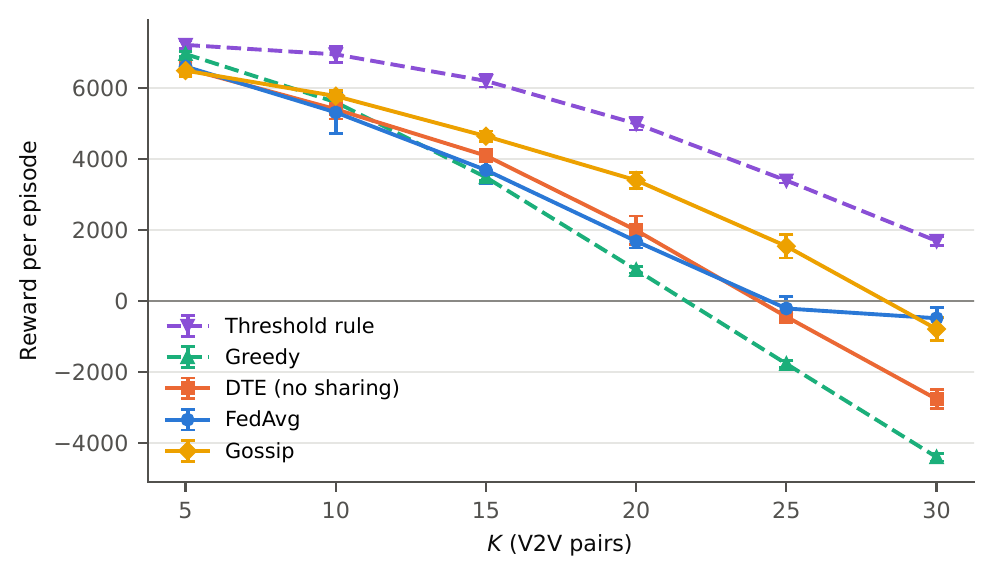 Reward per episode
6000
4000
2000
0
−2000
−4000
Threshold rule
Greedy
DTE (no sharing)
FedAvg
Gossip
5 10 15 20 25 30
K (V2V pairs)